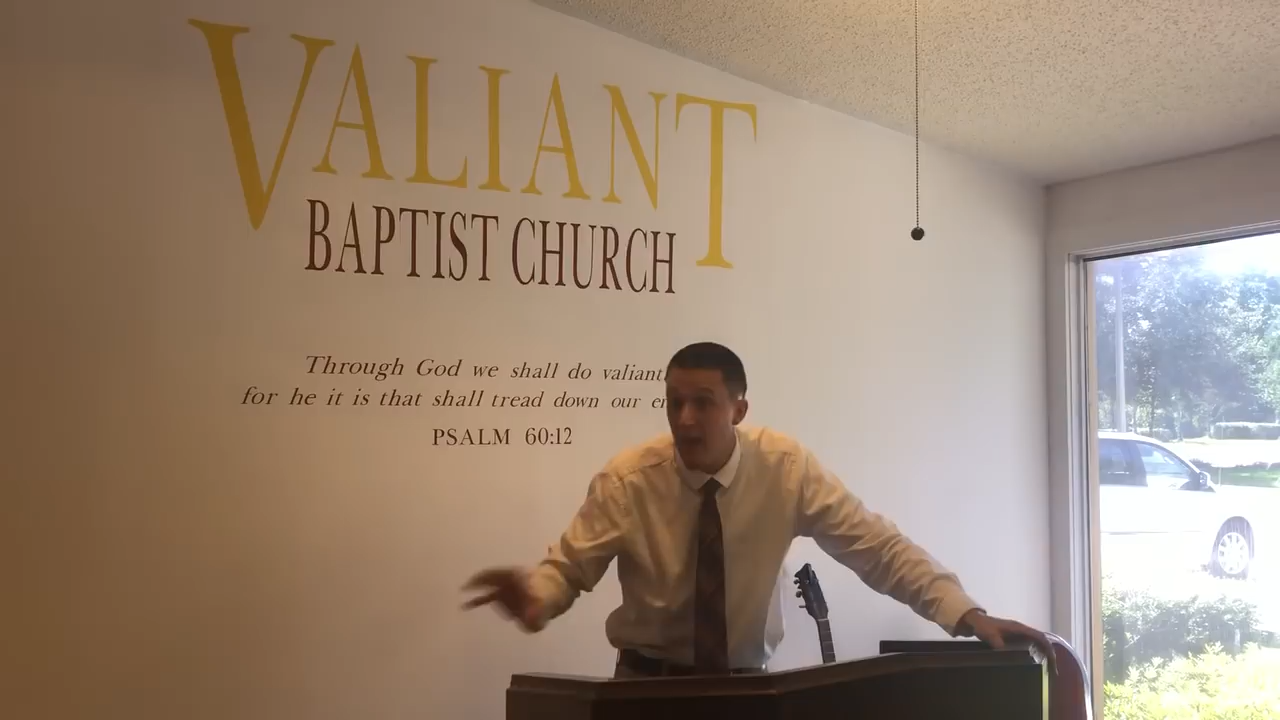 VALIANT
BAPTIST CHURCH
Through God we shall do
for he it is that shall tread down our
PSALM 60:12